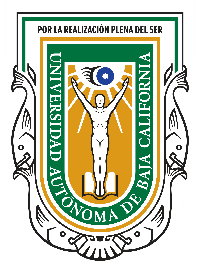 POR LA REALIZACIÓN PLENA DEL SER
UNIVERSIDAD AUTÓNOMA DE BAJA CALIFORNIA